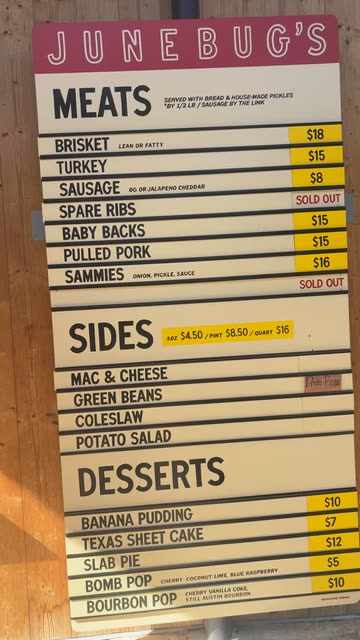 JUNEBUG'S
MEATS SERVED WITH BREAD & HOUSE-MADE PICKLES
*BY 1/2 LB / SAUSAGE BY THE LINK
BRISKET LEAN OR FATTY $18
TURKEY $15
SAUSAGE OG OR JALAPENO CHEDDAR $8
SPARE RIBS SOLD OUT
BABY BACKS $15
PULLED PORK $15
SAMMIES ONION, PICKLE, SAUCE $16
SOLD OUT
SIDES 5OZ $4.50 / PINT $8.50 / QUART $16
MAC & CHEESE
GREEN BEANS
COLESLAW
POTATO SALAD
DESSERTS
BANANA PUDDING $10
TEXAS SHEET CAKE $7
SLAB PIE $12
BOMB POP CHERRY COCONUT LIME, BLUE RASPBERRY $5
BOURBON POP CHERRY VANILLA COKE, $10
STILL AUSTIN BOURBON